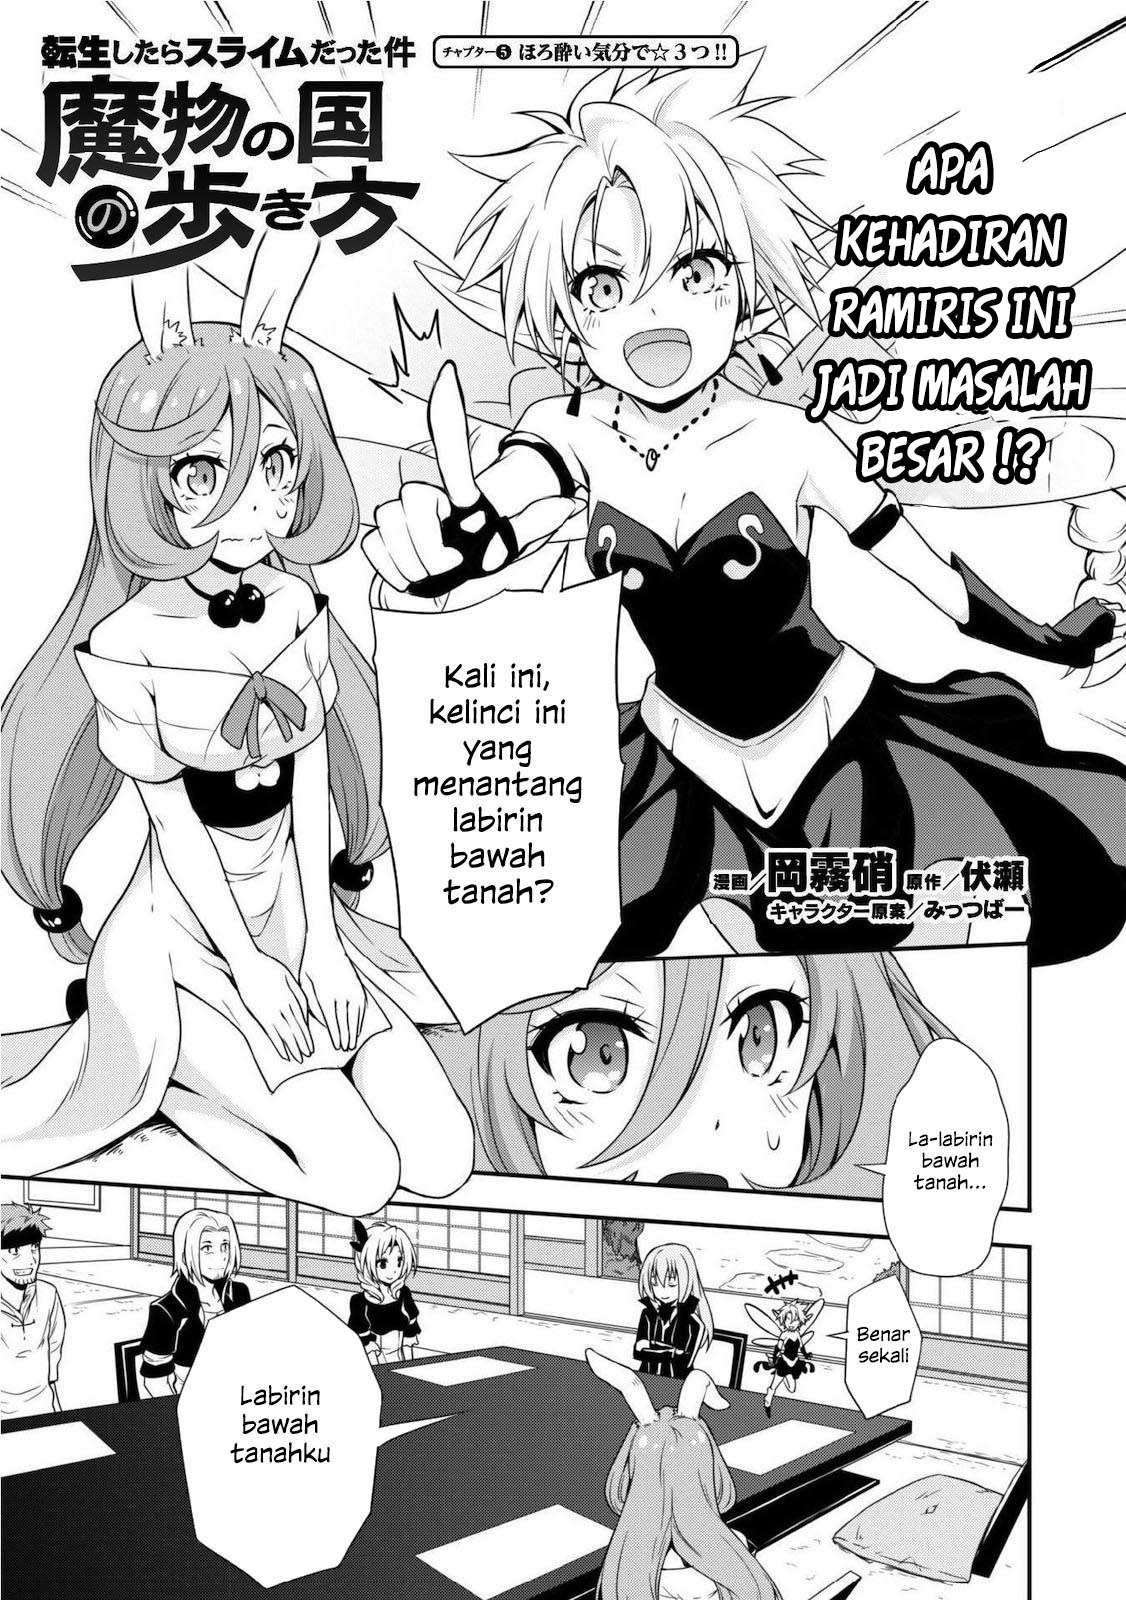 転生したらスライムだった件
魔物の国
の歩き方
チャプター5 ほろ酔い気分で☆3つ!!
APA
KEHADIRAN
RAMIRIS INI
JADI MASALAH
BESAR !?
Kali ini,
kelinci ini
yang
menantang
labirin
bawah
tanah?
漫画/岡霧硝 原作/伏瀬
キャラクター原案/みっつばー
La-labirin
bawah
tanah...
Benar
sekali
Labirin
bawah
tanahku